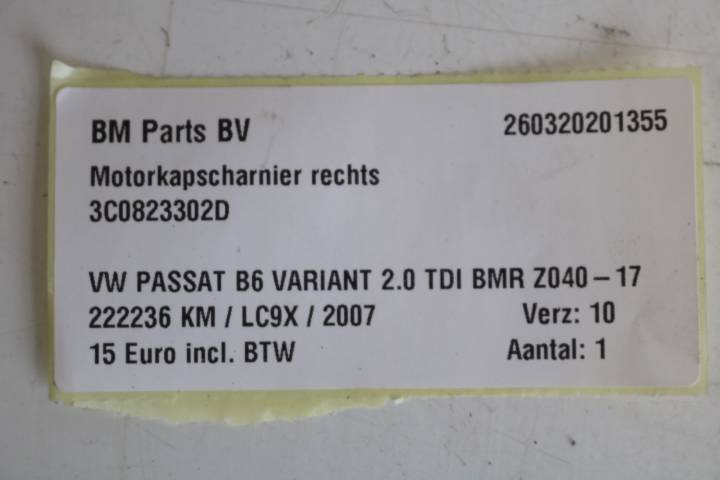 BM Parts BV 260320201355
Motorkapscharnier rechts
3C0823302D
VW PASSAT B6 VARIANT 2.0 TDI BMR Z040 – 17
222236 KM / LC9X / 2007 Verz: 10
15 Euro incl. BTW Aantal: 1